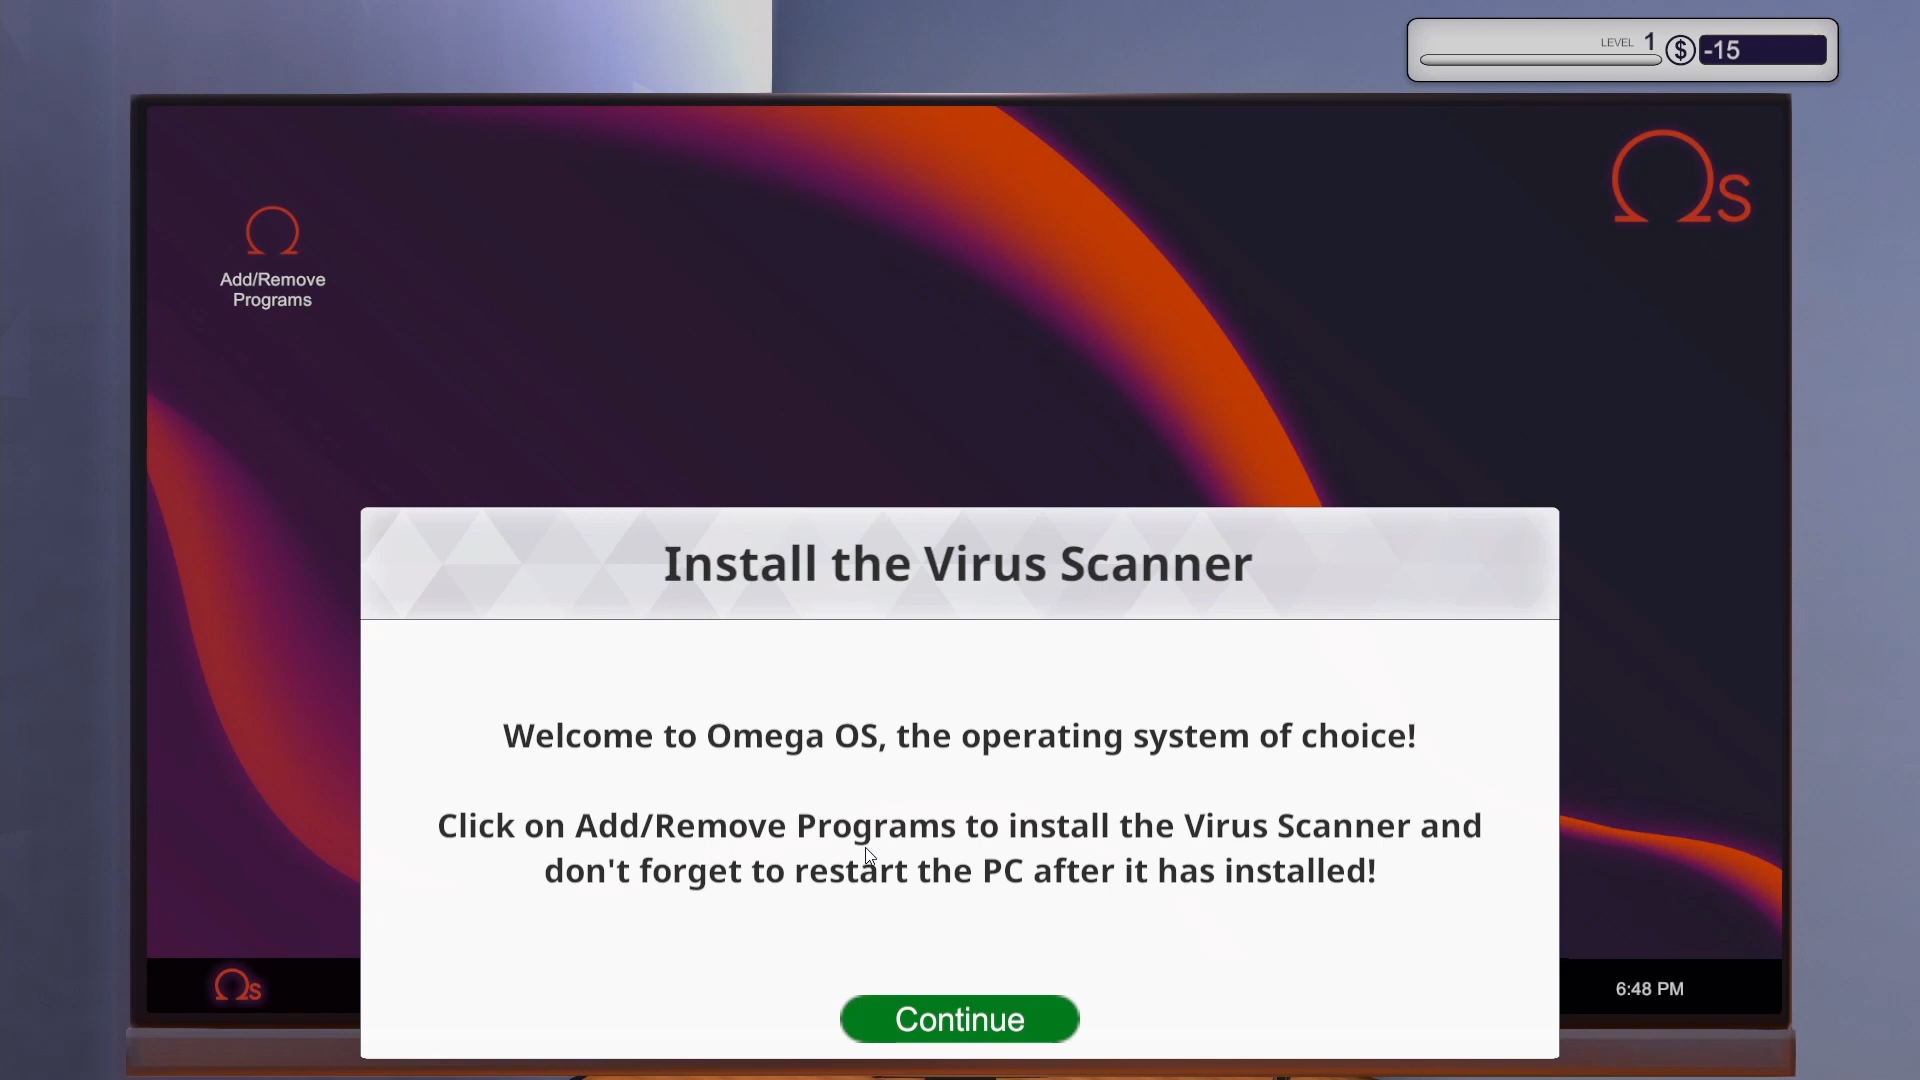 LEVEL 1 $ -15
Ωs
Add/Remove
Programs
Install the Virus Scanner
Welcome to Omega OS, the operating system of choice!
Click on Add/Remove Programs to install the Virus Scanner and
don't forget to restart the PC after it has installed!
Continue
Ωs
6:48 PM